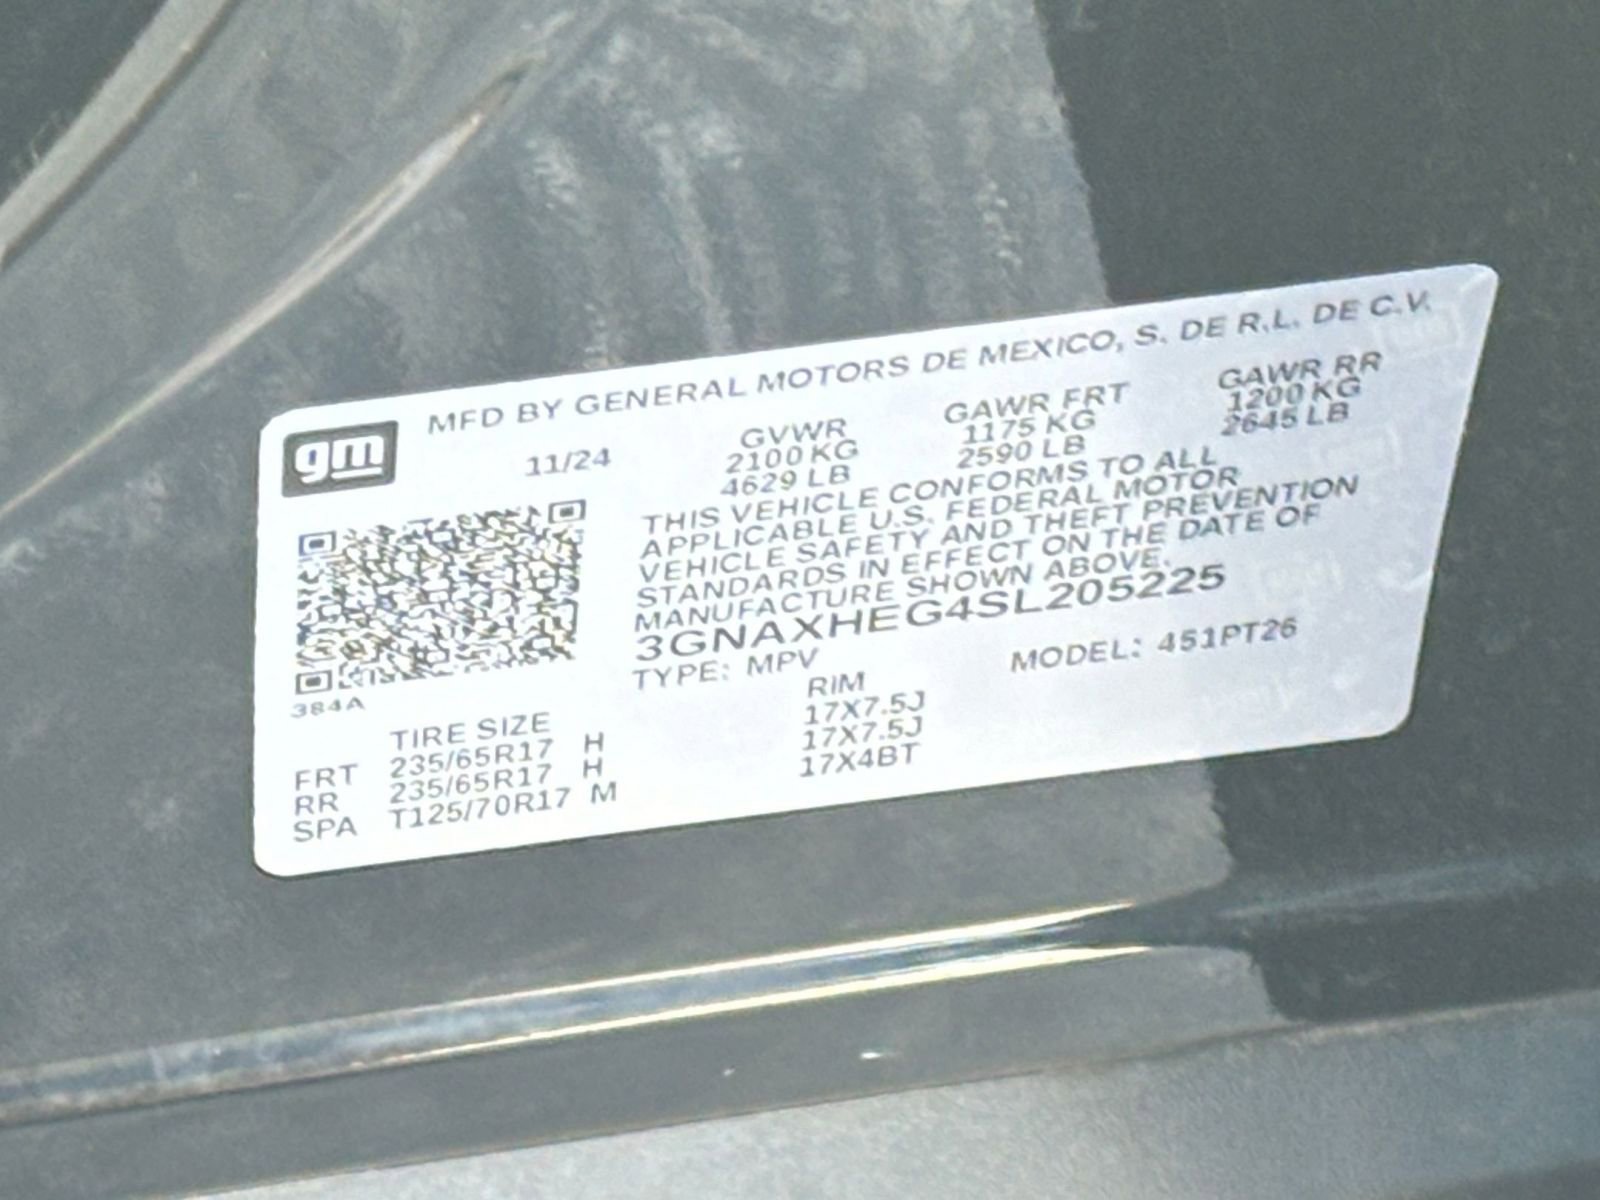 gm
MFD BY GENERAL MOTORS DE MEXICO, S. DE R.L. DE C.V.
11/24 GVWR GAWR FRT GAWR RR
2100 KG 1175 KG 1200 KG
4629 LB 2590 LB 2645 LB
THIS VEHICLE CONFORMS TO ALL
APPLICABLE U.S. FEDERAL MOTOR
VEHICLE SAFETY AND THEFT PREVENTION
STANDARDS IN EFFECT ON THE DATE OF
MANUFACTURE SHOWN ABOVE.
3GNAXHEG4SL205225
TYPE: MPV MODEL: 451PT26
384A
TIRE SIZE RIM
FRT 235/65R17 H 17X7.5J
RR 235/65R17 H 17X7.5J
SPA T125/70R17 M 17X4BT